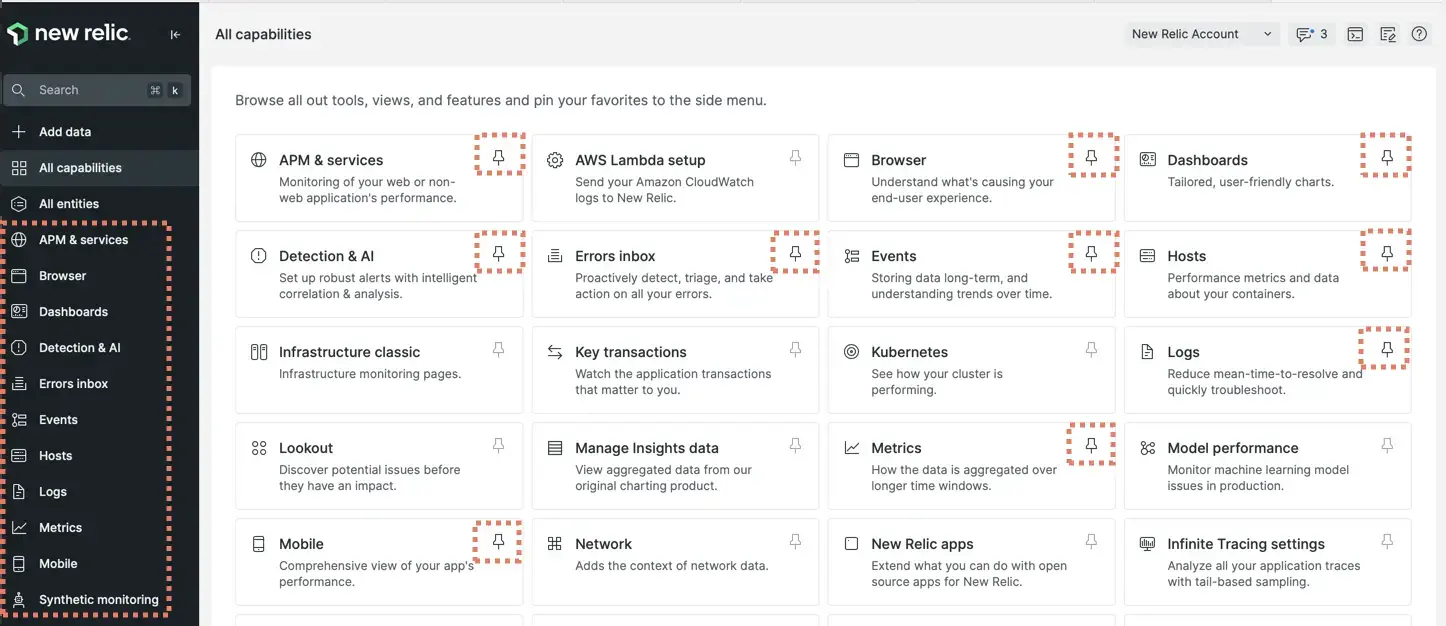 new relic.
Search ⌘ k
Add data
All capabilities
All entities
APM & services
Browser
Dashboards
Detection & AI
Errors inbox
Events
Hosts
Logs
Metrics
Mobile
Synthetic monitoring
All capabilities
New Relic Account
3
Browse all out tools, views, and features and pin your favorites to the side menu.
APM & services
Monitoring of your web or non-
web application's performance.
AWS Lambda setup
Send your Amazon CloudWatch
logs to New Relic.
Browser
Understand what's causing your
end-user experience.
Dashboards
Tailored, user-friendly charts.
Detection & AI
Set up robust alerts with intelligent
correlation & analysis.
Errors inbox
Proactively detect, triage, and take
action on all your errors.
Events
Storing data long-term, and
understanding trends over time.
Hosts
Performance metrics and data
about your containers.
Infrastructure classic
Infrastructure monitoring pages.
Key transactions
Watch the application transactions
that matter to you.
Kubernetes
See how your cluster is
performing.
Logs
Reduce mean-time-to-resolve and
quickly troubleshoot.
Lookout
Discover potential issues before
they have an impact.
Manage Insights data
View aggregated data from our
original charting product.
Metrics
How the data is aggregated over
longer time windows.
Model performance
Monitor machine learning model
issues in production.
Mobile
Comprehensive view of your app's
performance.
Network
Adds the context of network data.
New Relic apps
Extend what you can do with open
source apps for New Relic.
Infinite Tracing settings
Analyze all your application traces
with tail-based sampling.